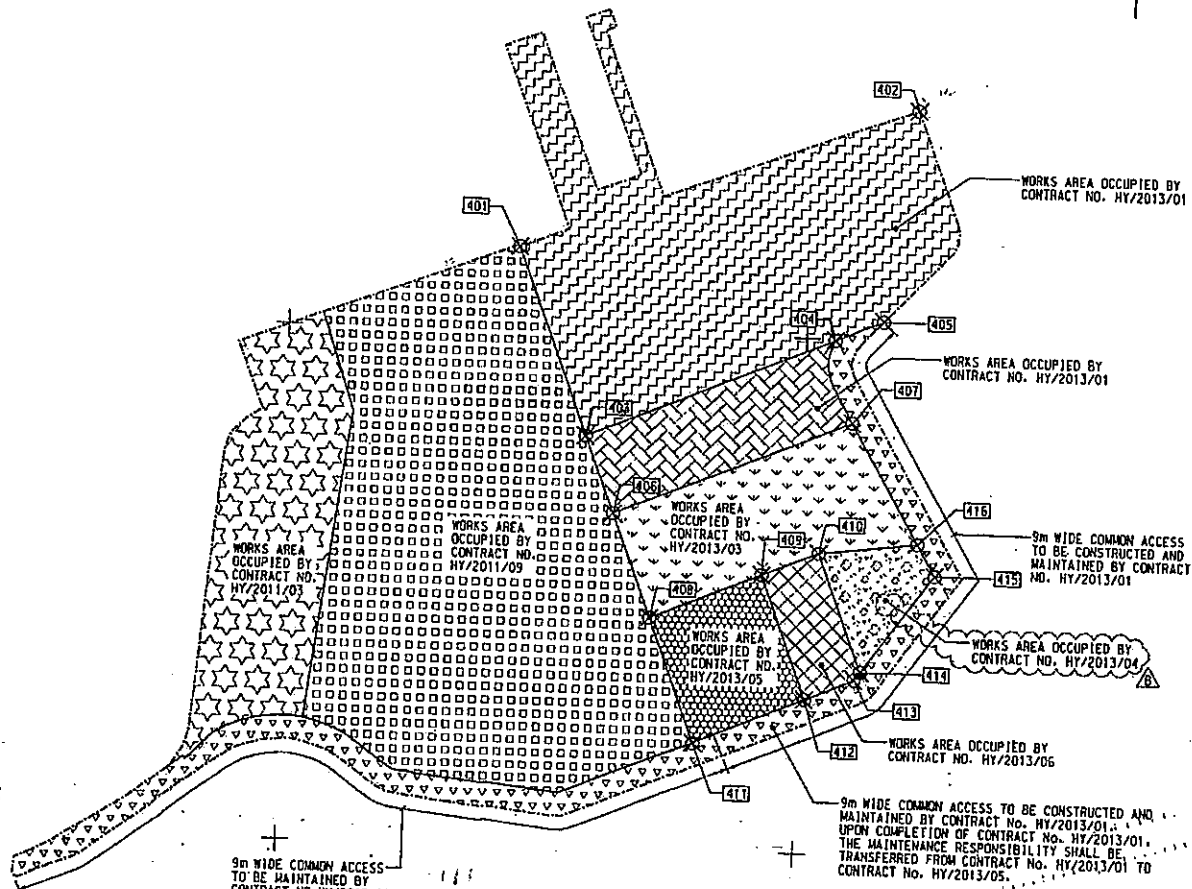 402
WORKS AREA OCCUPIED BY
CONTRACT NO. HY/2013/01
401
404
405
WORKS AREA OCCUPIED BY
CONTRACT NO. HY/2013/01
407
403
406
WORKS AREA
OCCUPIED BY
CONTRACT NO.
HY/2013/03
WORKS AREA
OCCUPIED BY
CONTRACT NO.
HY/2011/09
WORKS AREA
OCCUPIED BY
CONTRACT NO.
HY/2011/03
409
410
416
9m WIDE COMMON ACCESS
TO BE CONSTRUCTED AND
MAINTAINED BY CONTRACT
NO. HY/2013/01
415
408
WORKS AREA
OCCUPIED BY
CONTRACT NO.
HY/2013/05
WORKS AREA OCCUPIED BY
CONTRACT NO. HY/2013/04
B
414
413
412
WORKS AREA OCCUPIED BY
CONTRACT NO. HY/2013/06
411
9m WIDE COMMON ACCESS TO BE CONSTRUCTED AND
MAINTAINED BY CONTRACT No. HY/2013/01.
UPON COMPLETION OF CONTRACT No. HY/2013/01,
THE MAINTENANCE RESPONSIBILITY SHALL BE
TRANSFERRED FROM CONTRACT No. HY/2013/01 TO
CONTRACT No. HY/2013/05.
9m WIDE COMMON ACCESS
TO BE MAINTAINED BY